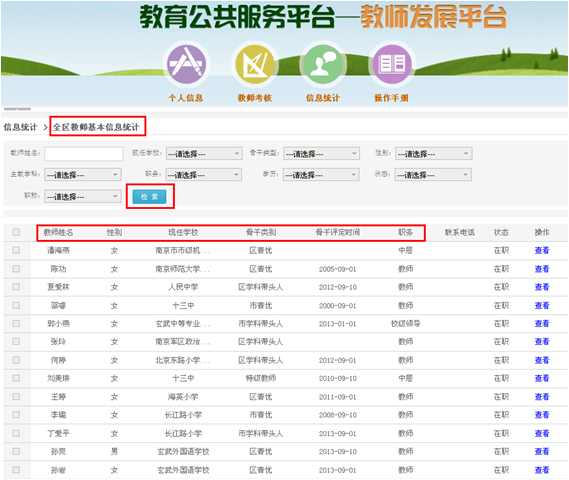 教育公共服务平台—教师发展平台
个人信息 教师考核 信息统计 操作手册
信息统计 > 全区教师基本信息统计
教师姓名: 现任学校: ---请选择--- 骨干类型: ---请选择--- 性别: ---请选择---
主教学科: ---请选择--- 职务: ---请选择--- 学历: ---请选择--- 状态: ---请选择---
职称: ---请选择--- 检 索
教师姓名 性别 现任学校 骨干类别 骨干评定时间 职务 联系电话 状态 操作
潘海燕 女 南京市市级机... 区青优 中层 在职 查看
陈功 女 南京师范大学... 区青优 2005-09-01 教师 在职 查看
夏爱林 女 人民中学 区学科带头人 2012-09-10 教师 在职 查看
邵睿 女 十三中 市青优 2000-09-01 教师 在职 查看
郭小燕 女 玄武中等专业... 市学科带头人 2013-01-01 校级领导 在职 查看
张玲 女 南京军区政治... 区学科带头人 教师 在职 查看
何婷 女 北京东路小学... 区学科带头人 2012-09-01 教师 在职 查看
刘美琳 女 十三中 特级教师 2010-09-10 中层 在职 查看
王婷 女 海英小学 区青优 2011-09-01 教师 在职 查看
李璐 女 长江路小学 市青优 2008-09-10 教师 在职 查看
丁爱平 女 长江路小学 市学科带头人 2013-09-01 教师 在职 查看
孙爽 男 玄武外国语学校 区青优 2013-09-10 教师 在职 查看
孙岩 女 玄武外国语学校 区青优 2013-09-01 教师 在职 查看